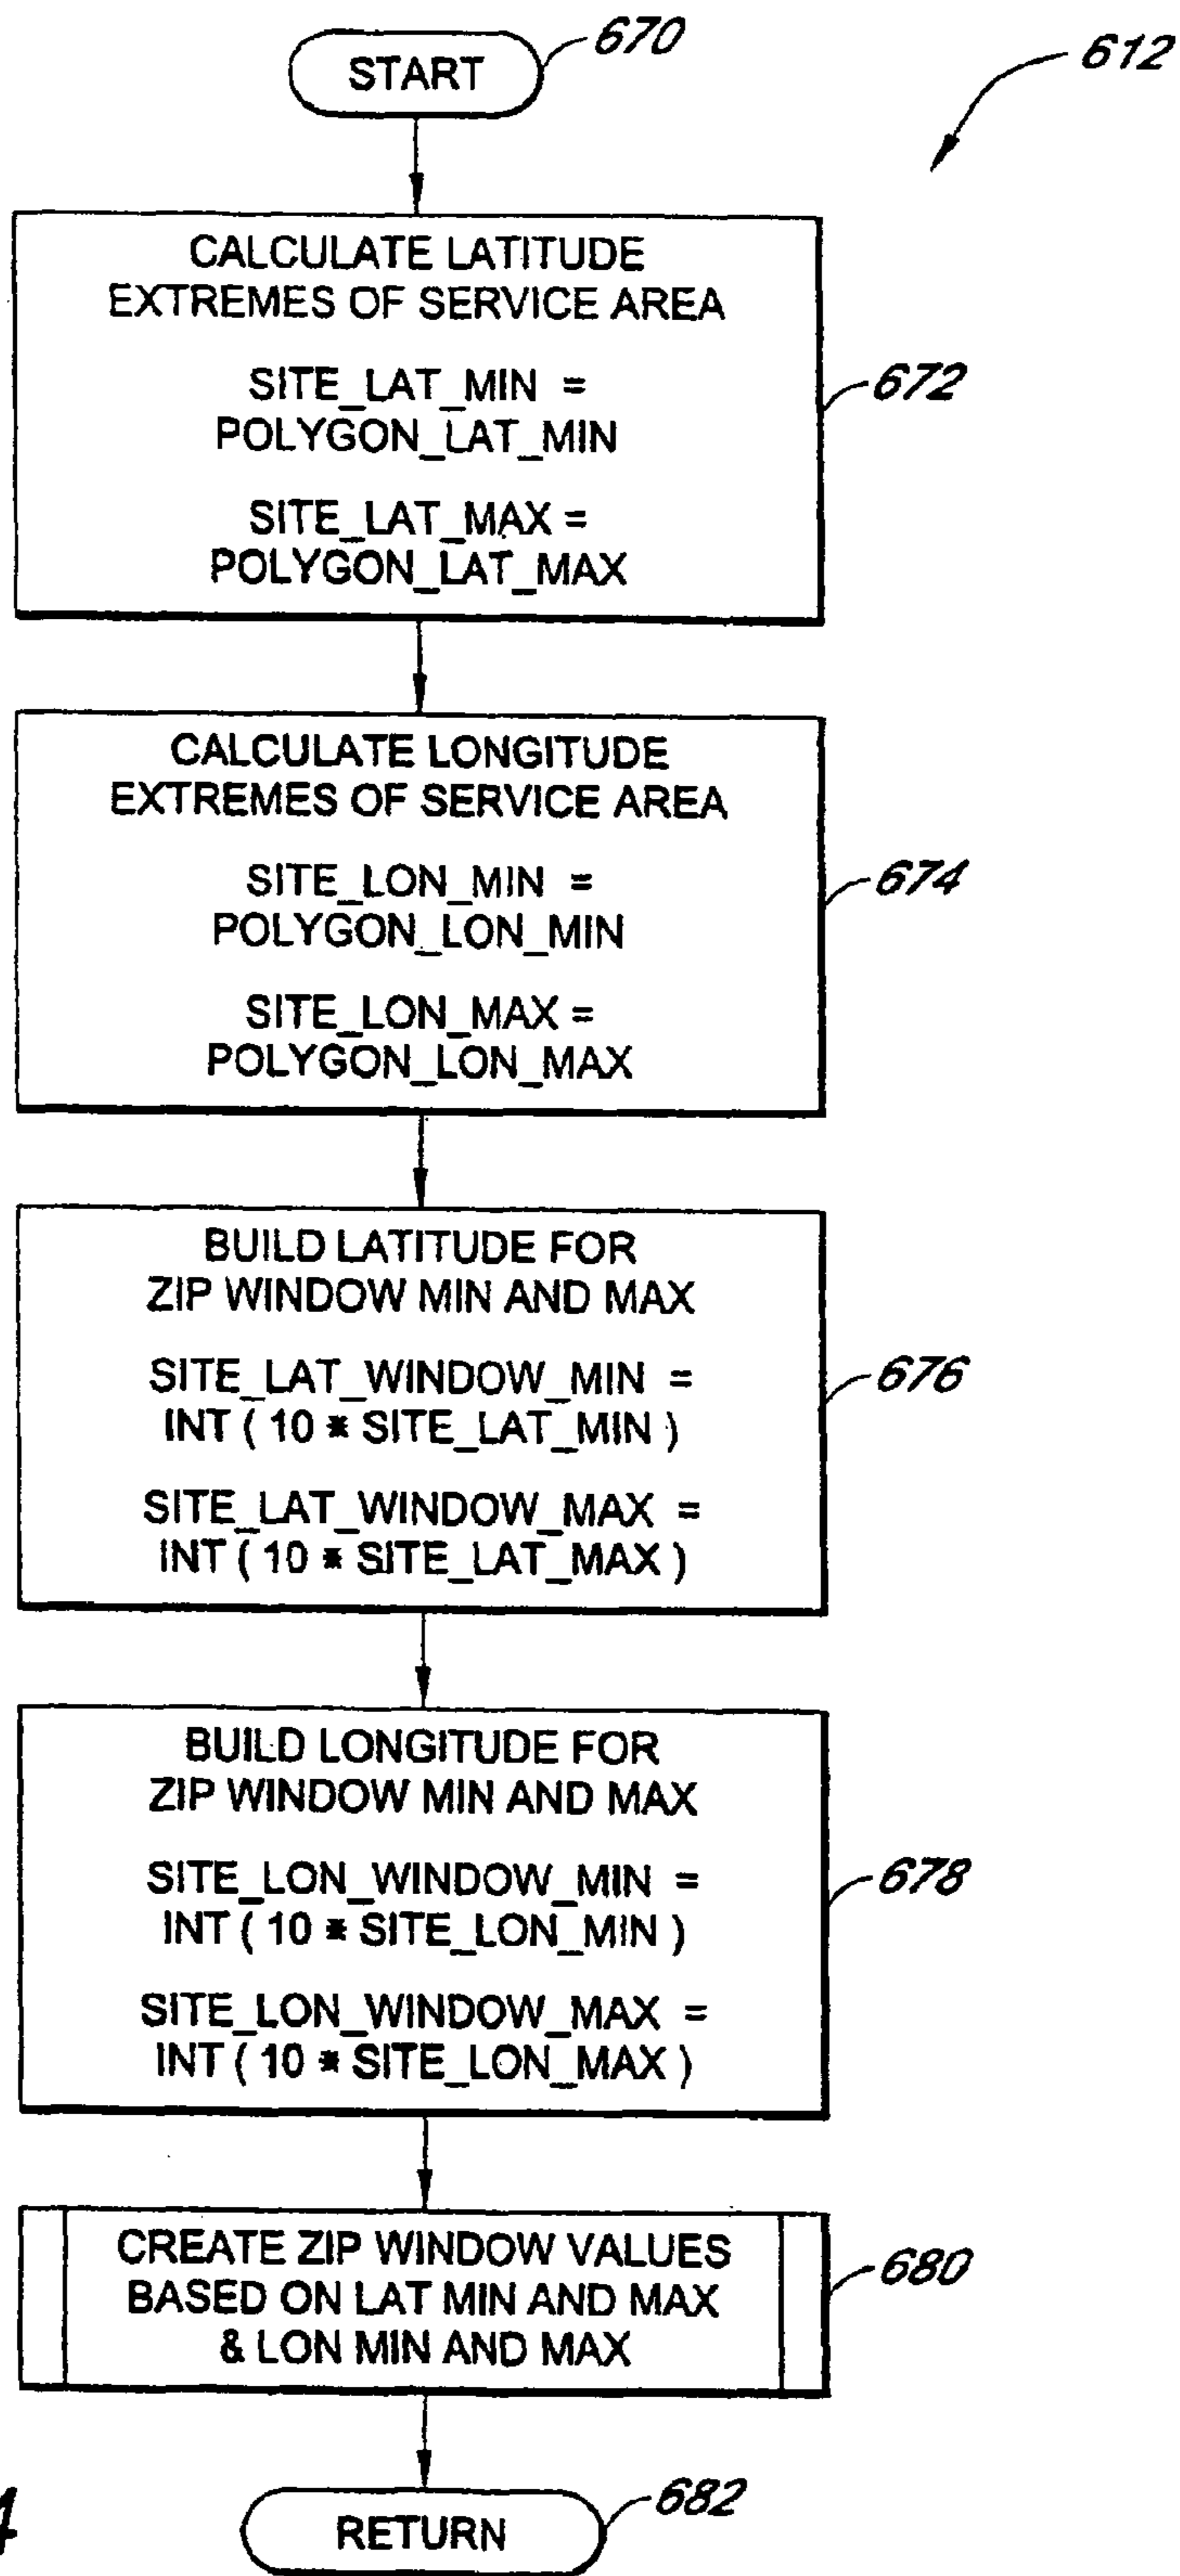 START
670
612
CALCULATE LATITUDE
EXTREMES OF SERVICE AREA
SITE_LAT_MIN =
POLYGON_LAT_MIN
SITE_LAT_MAX =
POLYGON_LAT_MAX
672
CALCULATE LONGITUDE
EXTREMES OF SERVICE AREA
SITE_LON_MIN =
POLYGON_LON_MIN
SITE_LON_MAX =
POLYGON_LON_MAX
674
BUILD LATITUDE FOR
ZIP WINDOW MIN AND MAX
SITE_LAT_WINDOW_MIN =
INT ( 10 * SITE_LAT_MIN )
SITE_LAT_WINDOW_MAX =
INT ( 10 * SITE_LAT_MAX )
676
BUILD LONGITUDE FOR
ZIP WINDOW MIN AND MAX
SITE_LON_WINDOW_MIN =
INT ( 10 * SITE_LON_MIN )
SITE_LON_WINDOW_MAX =
INT ( 10 * SITE_LON_MAX )
678
CREATE ZIP WINDOW VALUES
BASED ON LAT MIN AND MAX
& LON MIN AND MAX
680
4
RETURN
682